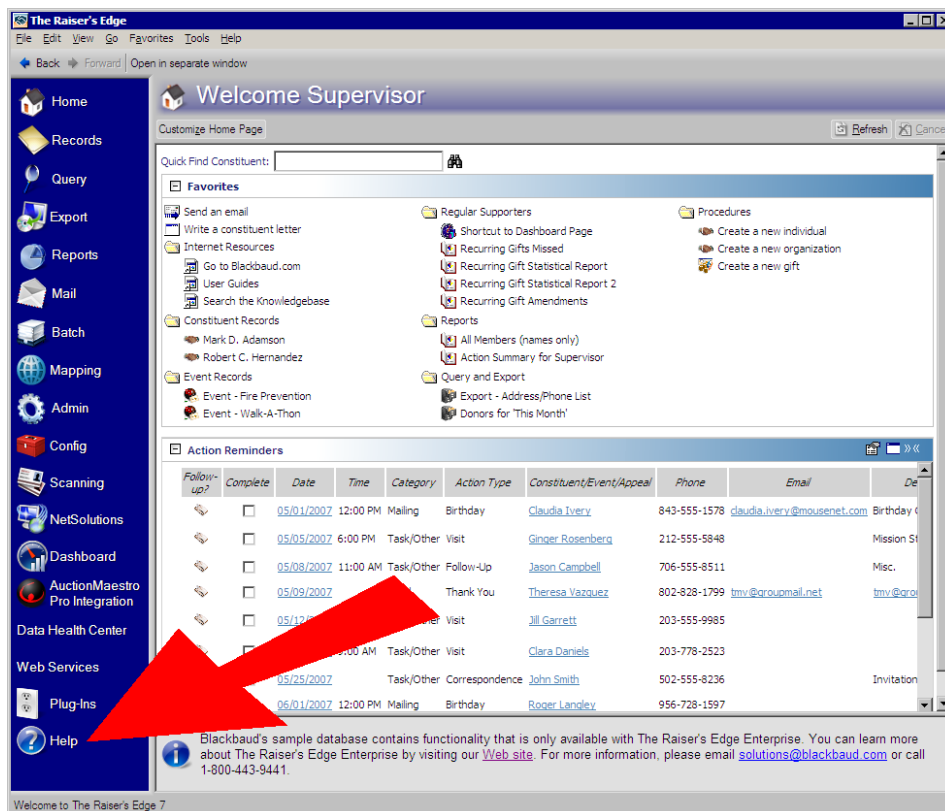 The Raiser's Edge
File Edit View Go Favorites Tools Help
Back Forward Open in separate window
Home
Records
Query
Export
Reports
Mail
Batch
Mapping
Admin
Config
Scanning
NetSolutions
Dashboard
AuctionMaestro
Pro Integration
Data Health Center
Web Services
Plug-Ins
Help
Welcome Supervisor
Customize Home Page Refresh Cance
Quick Find Constituent:
Favorites
Send an email
Write a constituent letter
Internet Resources
Go to Blackbaud.com
User Guides
Search the Knowledgebase
Constituent Records
Mark D. Adamson
Robert C. Hernandez
Event Records
Event - Fire Prevention
Event - Walk-A-Thon
Regular Supporters
Shortcut to Dashboard Page
Recurring Gifts Missed
Recurring Gift Statistical Report
Recurring Gift Statistical Report 2
Recurring Gift Amendments
Reports
All Members (names only)
Action Summary for Supervisor
Query and Export
Export - Address/Phone List
Donors for 'This Month'
Procedures
Create a new individual
Create a new organization
Create a new gift
Action Reminders
Follow-up? Complete Date Time Category Action Type Constituent/Event/Appeal Phone Email De
05/01/2007 12:00 PM Mailing Birthday Claudia Ivery 843-555-1578 claudia.ivery@mousenet.com Birthday
05/05/2007 6:00 PM Task/Other Visit Ginger Rosenberg 212-555-5848 Mission St
05/08/2007 11:00 AM Task/Other Follow-Up Jason Campbell 706-555-8511 Misc.
05/09/2007 Thank You Theresa Vazquez 802-828-1799 tmv@groupmail.net tmv@grou
05/12/ Visit Jill Garrett 203-555-9985
:00 AM Task/Other Visit Clara Daniels 203-778-2523
05/25/2007 Task/Other Correspondence John Smith 502-555-8236 Invitation
06/01/2007 12:00 PM Mailing Birthday Roger Langley 956-728-1597
Blackbaud's sample database contains functionality that is only available with The Raiser's Edge Enterprise. You can learn more
about The Raiser's Edge Enterprise by visiting our Web site. For more information, please email solutions@blackbaud.com or call
1-800-443-9441.
Welcome to The Raiser's Edge 7